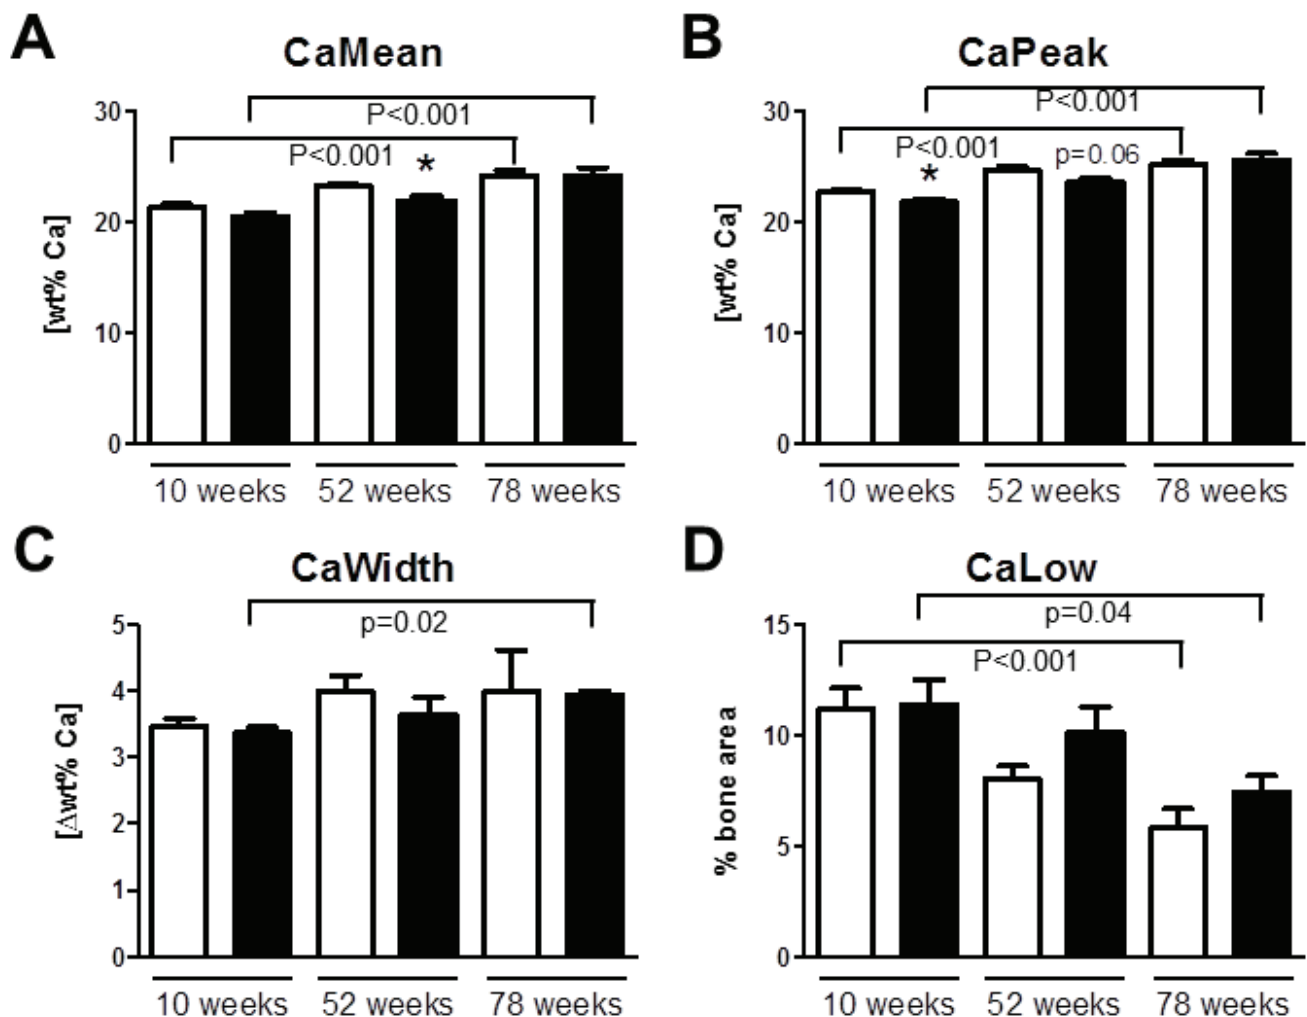 A
CaMean
30
20
10
0
[wt% Ca]
P<0.001
P<0.001
*
10 weeks
52 weeks
78 weeks
B
CaPeak
30
20
10
0
[wt% Ca]
P<0.001
P<0.001
p=0.06
*
10 weeks
52 weeks
78 weeks
C
CaWidth
5
4
3
2
1
0
[Δwt% Ca]
p=0.02
10 weeks
52 weeks
78 weeks
D
CaLow
15
10
5
0
% bone area
p=0.04
P<0.001
10 weeks
52 weeks
78 weeks